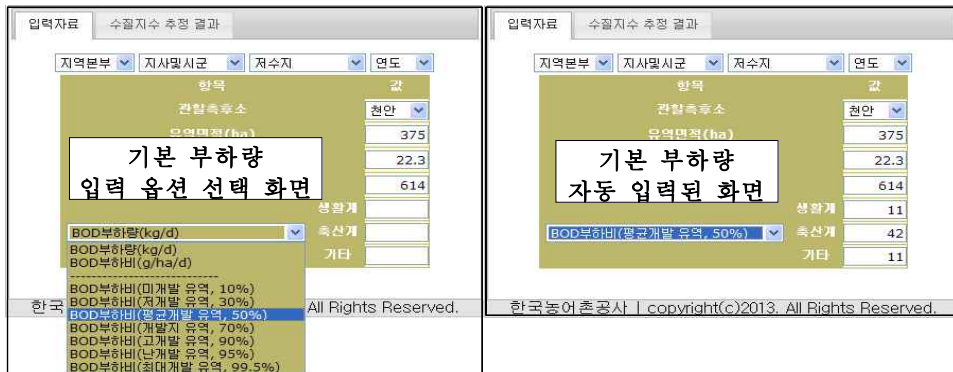 입력자료 수질지수 추정 결과
지역본부 지사및시군 저수지 연도
항목 값
관할측후소 천안
유역면적(ha) 375
기본 부하량
입력 옵션 선택 화면
22.3
614
생활계
BOD부하량(kg/d) 축산계
기타
BOD부하량(kg/d)
BOD부하비(g/ha/d)
--------------------------
BOD부하비(미개발 유역, 10%)
BOD부하비(저개발 유역, 30%)
BOD부하비(평균개발 유역, 50%)
BOD부하비(개발지 유역, 70%)
BOD부하비(고개발 유역, 90%)
BOD부하비(난개발 유역, 95%)
BOD부하비(최대개발 유역, 99.5%)
한국 All Rights Reserved.
입력자료 수질지수 추정 결과
지역본부 지사및시군 저수지 연도
항목 값
관할측후소 천안
유역면적(ha) 375
기본 부하량
자동 입력된 화면
22.3
614
생활계 11
BOD부하비(평균개발 유역, 50%) 축산계 42
기타 11
한국농어촌공사 | copyright(c)2013. All Rights Reserved.